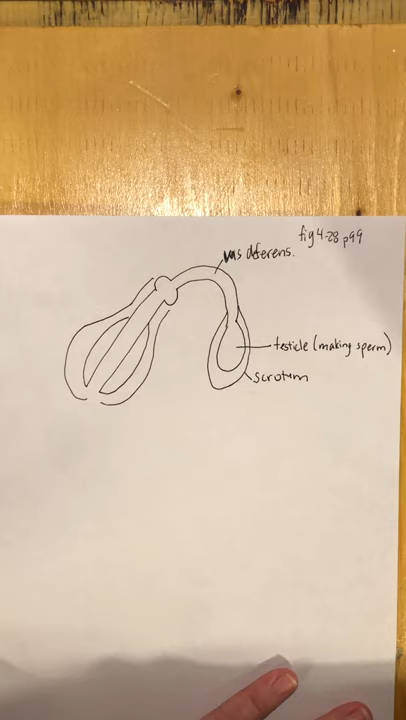 fig 4-28 p99
vas deferens.
testicle (making sperm)
scrotum